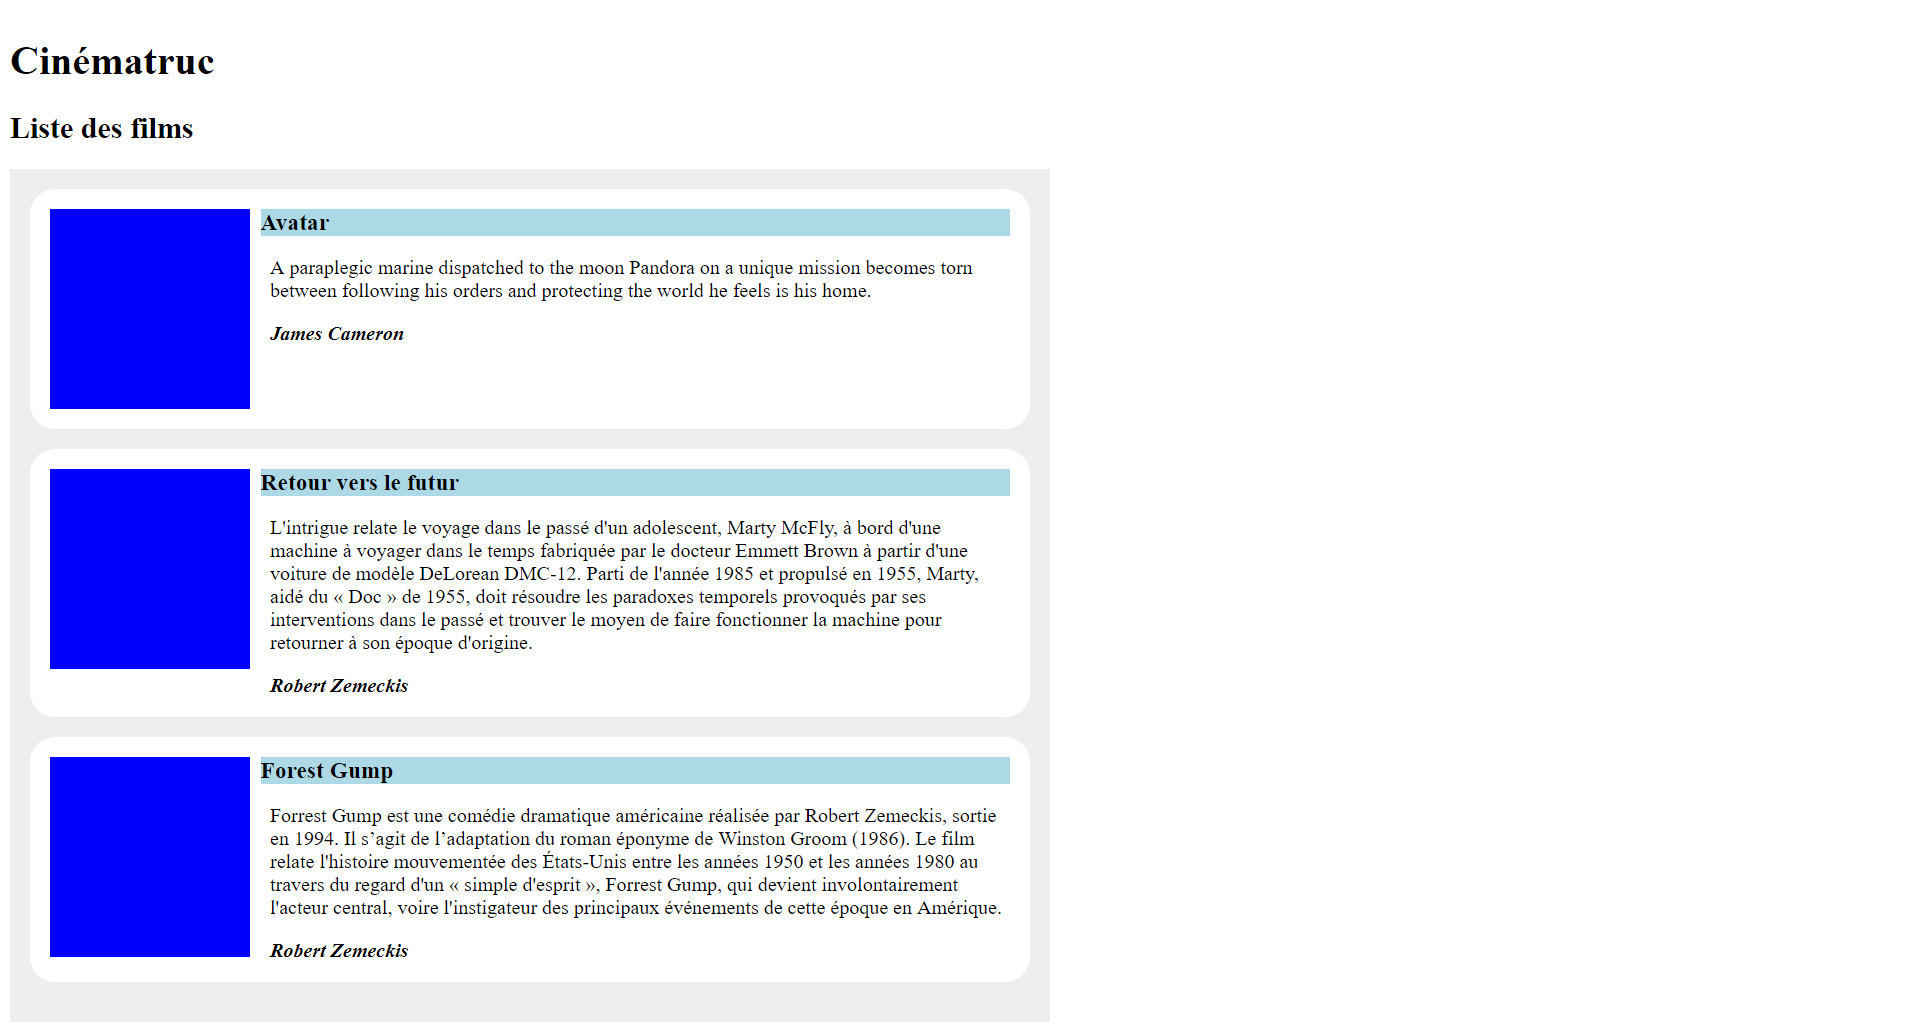 Cinématruc
Liste des films
Avatar
A paraplegic marine dispatched to the moon Pandora on a unique mission becomes torn
between following his orders and protecting the world he feels is his home.
James Cameron
Retour vers le futur
L'intrigue relate le voyage dans le passé d'un adolescent, Marty McFly, à bord d'une
machine à voyager dans le temps fabriquée par le docteur Emmett Brown à partir d'une
voiture de modèle DeLorean DMC-12. Parti de l'année 1985 et propulsé en 1955, Marty,
aidé du « Doc » de 1955, doit résoudre les paradoxes temporels provoqués par ses
interventions dans le passé et trouver le moyen de faire fonctionner la machine pour
retourner à son époque d'origine.
Robert Zemeckis
Forest Gump
Forrest Gump est une comédie dramatique américaine réalisée par Robert Zemeckis, sortie
en 1994. Il s’agit de l’adaptation du roman éponyme de Winston Groom (1986). Le film
relate l'histoire mouvementée des États-Unis entre les années 1950 et les années 1980 au
travers du regard d'un « simple d'esprit », Forrest Gump, qui devient involontairement
l'acteur central, voire l'instigateur des principaux événements de cette époque en Amérique.
Robert Zemeckis